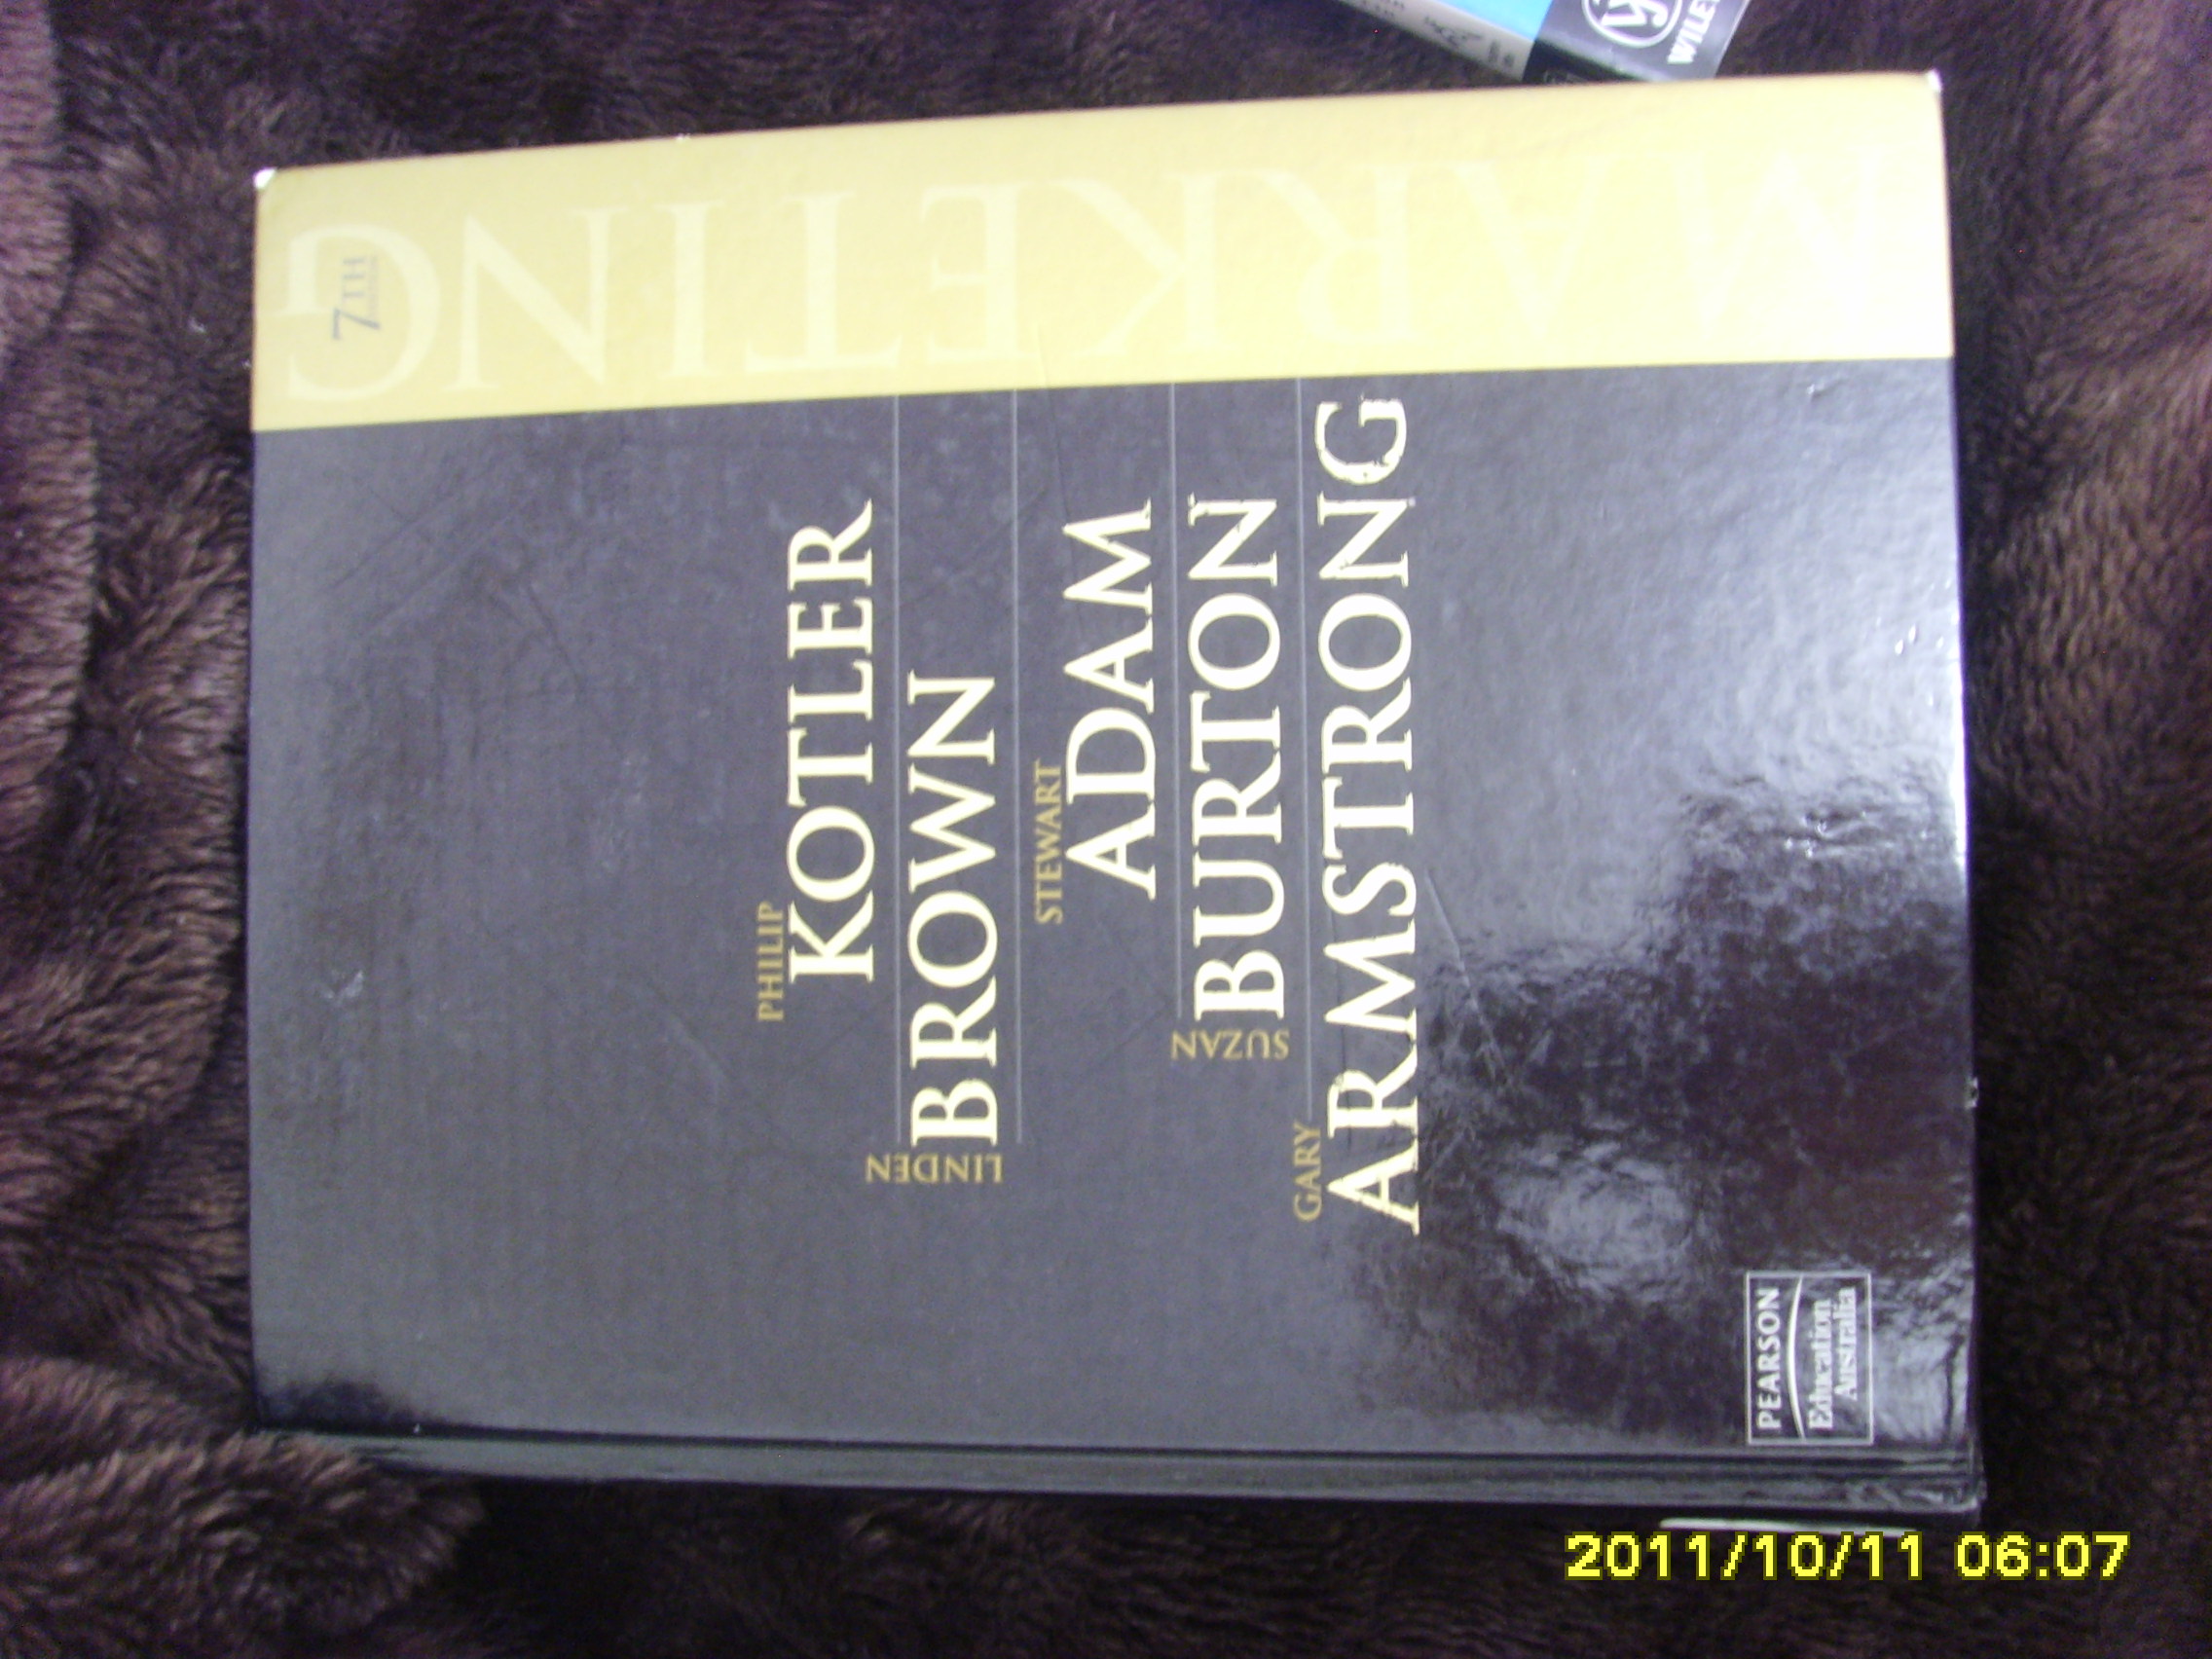 MARKETING
7TH
PHILIP
KOTLER
LINDEN
BROWN
STEWART
ADAM
SUZAN
BURTON
GARY
ARMSTRONG
PEARSON
Education
Australia
WILEY
2011/10/11 06:07